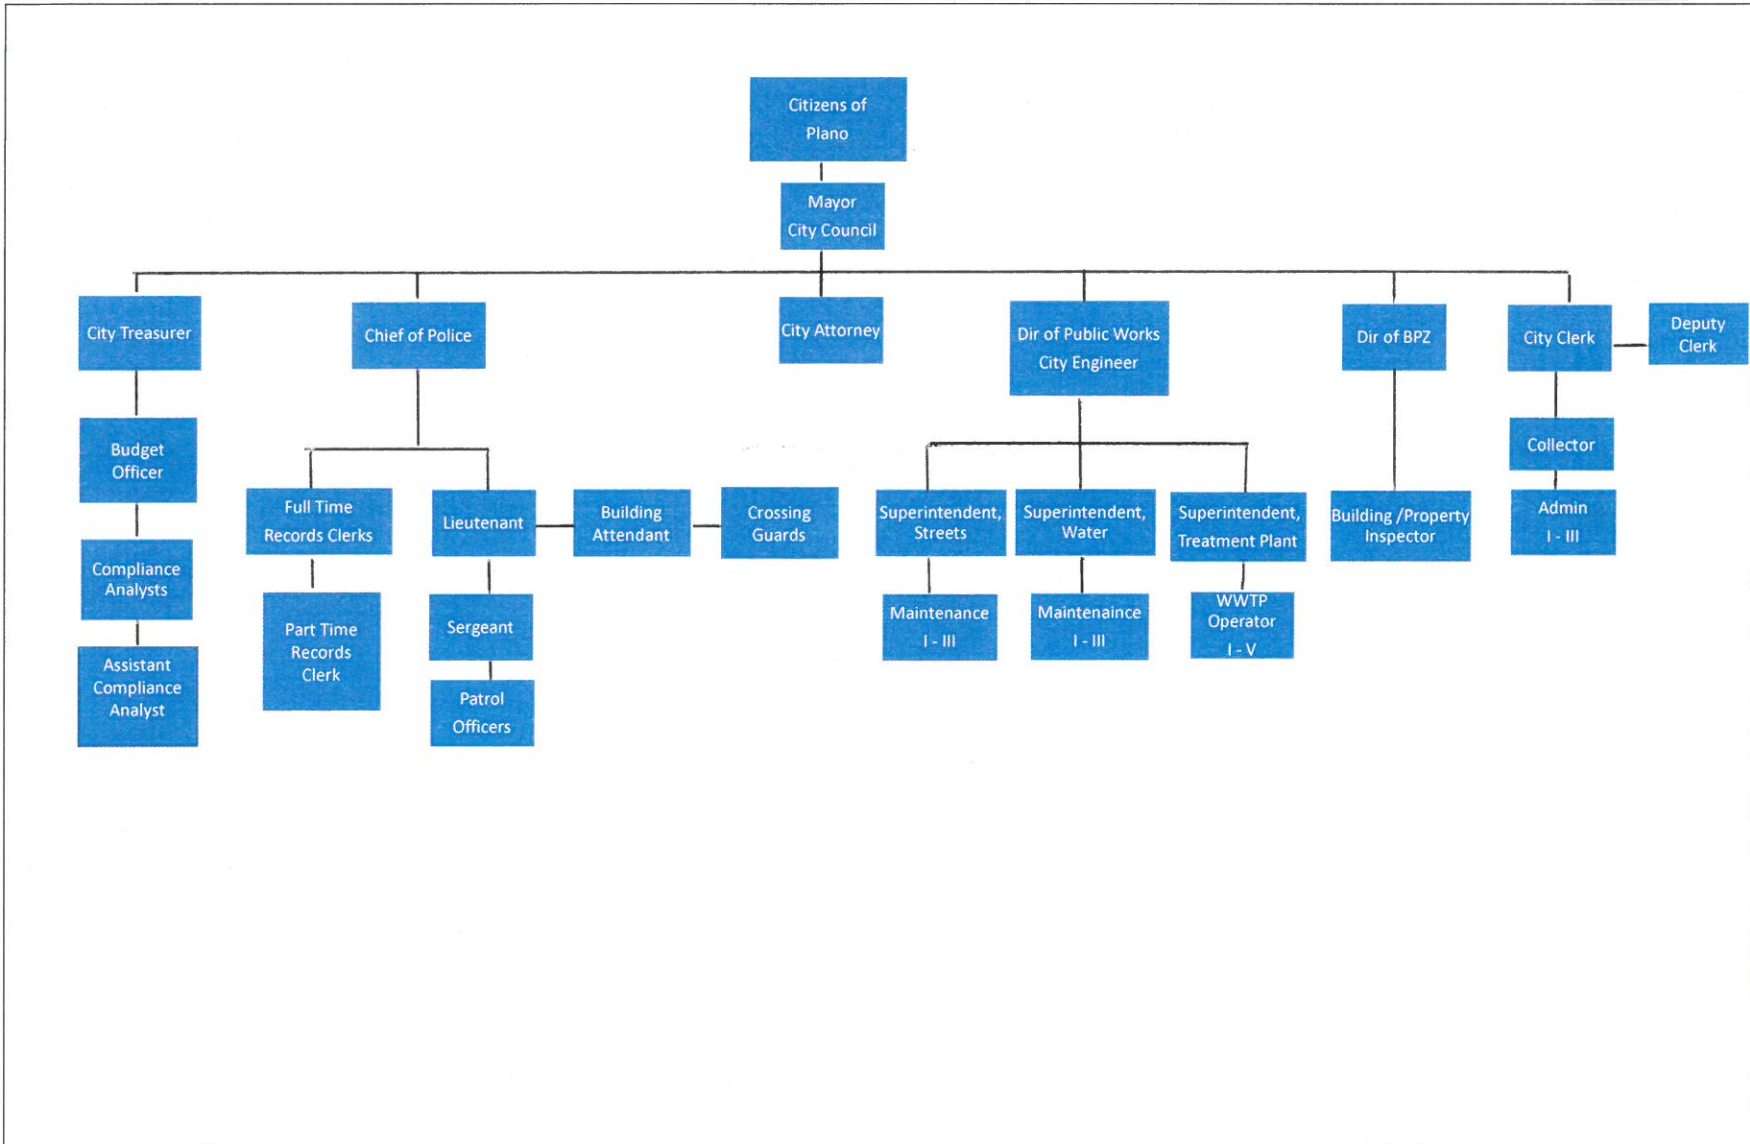 Citizens of
Plano
Mayor
City Council
City Treasurer
Chief of Police
City Attorney
Dir of Public Works
City Engineer
Dir of BPZ
City Clerk
Deputy
Clerk
Budget
Officer
Collector
Full Time
Records Clerks
Lieutenant
Building
Attendant
Crossing
Guards
Superintendent,
Streets
Superintendent,
Water
Superintendent,
Treatment Plant
Building /Property
Inspector
Admin
I - III
Compliance
Analysts
Part Time
Records
Clerk
Sergeant
Maintenance
I - III
Maintenaince
I - III
WWTP
Operator
I - V
Assistant
Compliance
Analyst
Patrol
Officers